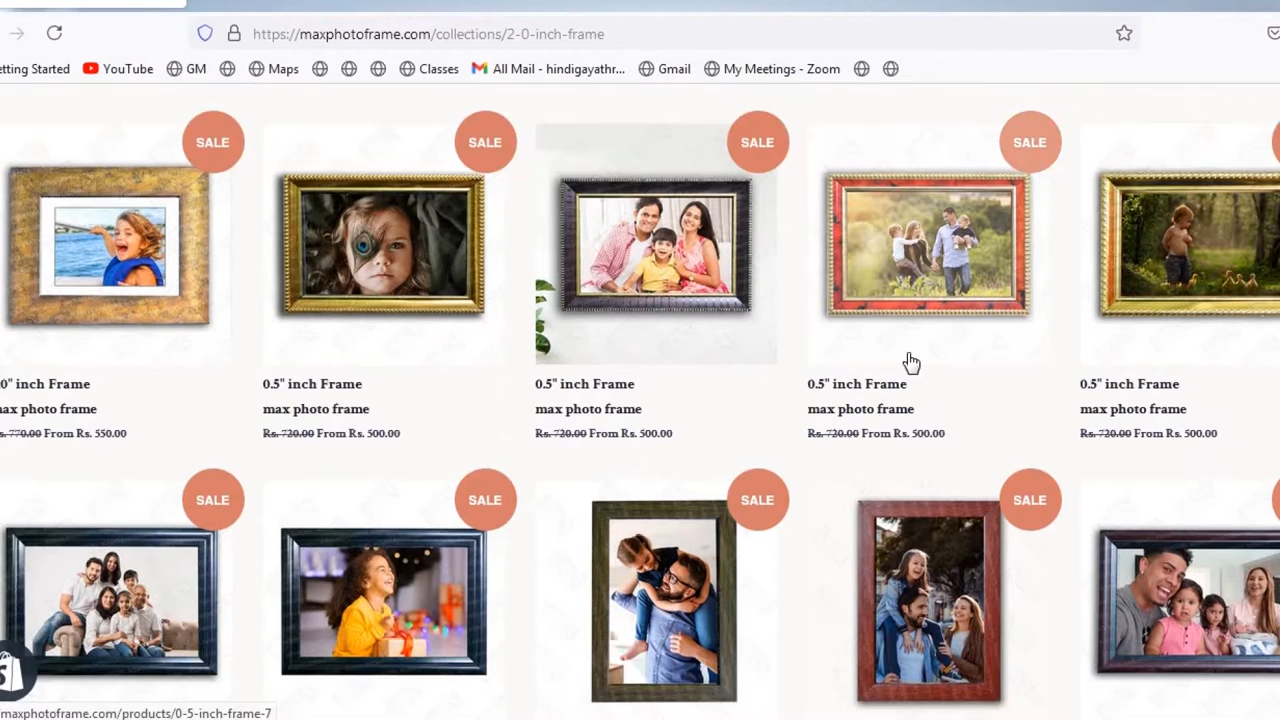 https://maxphotoframe.com/collections/2-0-inch-frame
etting Started YouTube GM Maps Classes All Mail - hindigayathr... Gmail My Meetings - Zoom
SALE SALE SALE SALE
0" inch Frame
max photo frame
Rs. 770.00 From Rs. 550.00
0.5" inch Frame
max photo frame
Rs. 720.00 From Rs. 500.00
0.5" inch Frame
max photo frame
Rs. 720.00 From Rs. 500.00
0.5" inch Frame
max photo frame
Rs. 720.00 From Rs. 500.00
0.5" inch Frame
max photo frame
Rs. 720.00 From Rs. 500.00
SALE SALE SALE SALE
/maxphotoframe.com/products/0-5-inch-frame-7